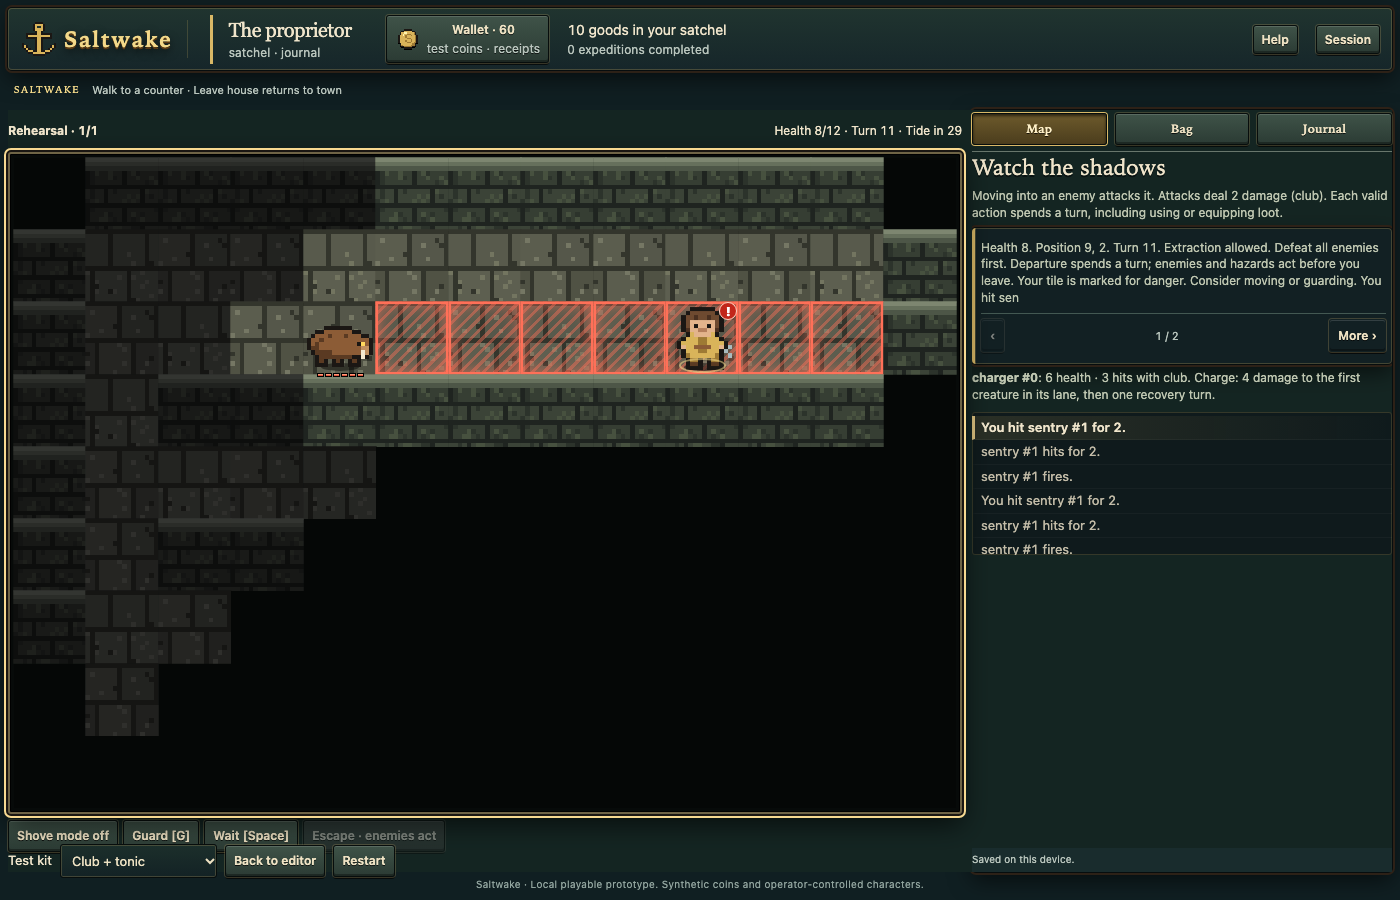 Saltwake
The proprietor
satchel · journal
Wallet · 60
test coins · receipts
10 goods in your satchel
0 expeditions completed
Help
Session
SALTWAKE
Walk to a counter · Leave house returns to town
Rehearsal · 1/1
Health 8/12 · Turn 11 · Tide in 29
Map
Bag
Journal
Watch the shadows
Moving into an enemy attacks it. Attacks deal 2 damage (club). Each valid
action spends a turn, including using or equipping loot.
Health 8. Position 9, 2. Turn 11. Extraction allowed. Defeat all enemies
first. Departure spends a turn; enemies and hazards act before you
leave. Your tile is marked for danger. Consider moving or guarding. You
hit sen
‹
1 / 2
More ›
charger #0: 6 health · 3 hits with club. Charge: 4 damage to the first
creature in its lane, then one recovery turn.
You hit sentry #1 for 2.
sentry #1 hits for 2.
sentry #1 fires.
You hit sentry #1 for 2.
sentry #1 hits for 2.
sentry #1 fires.
!
Shove mode off
Guard [G]
Wait [Space]
Escape · enemies act
Test kit
Club + tonic
Back to editor
Restart
Saved on this device.
Saltwake · Local playable prototype. Synthetic coins and operator-controlled characters.